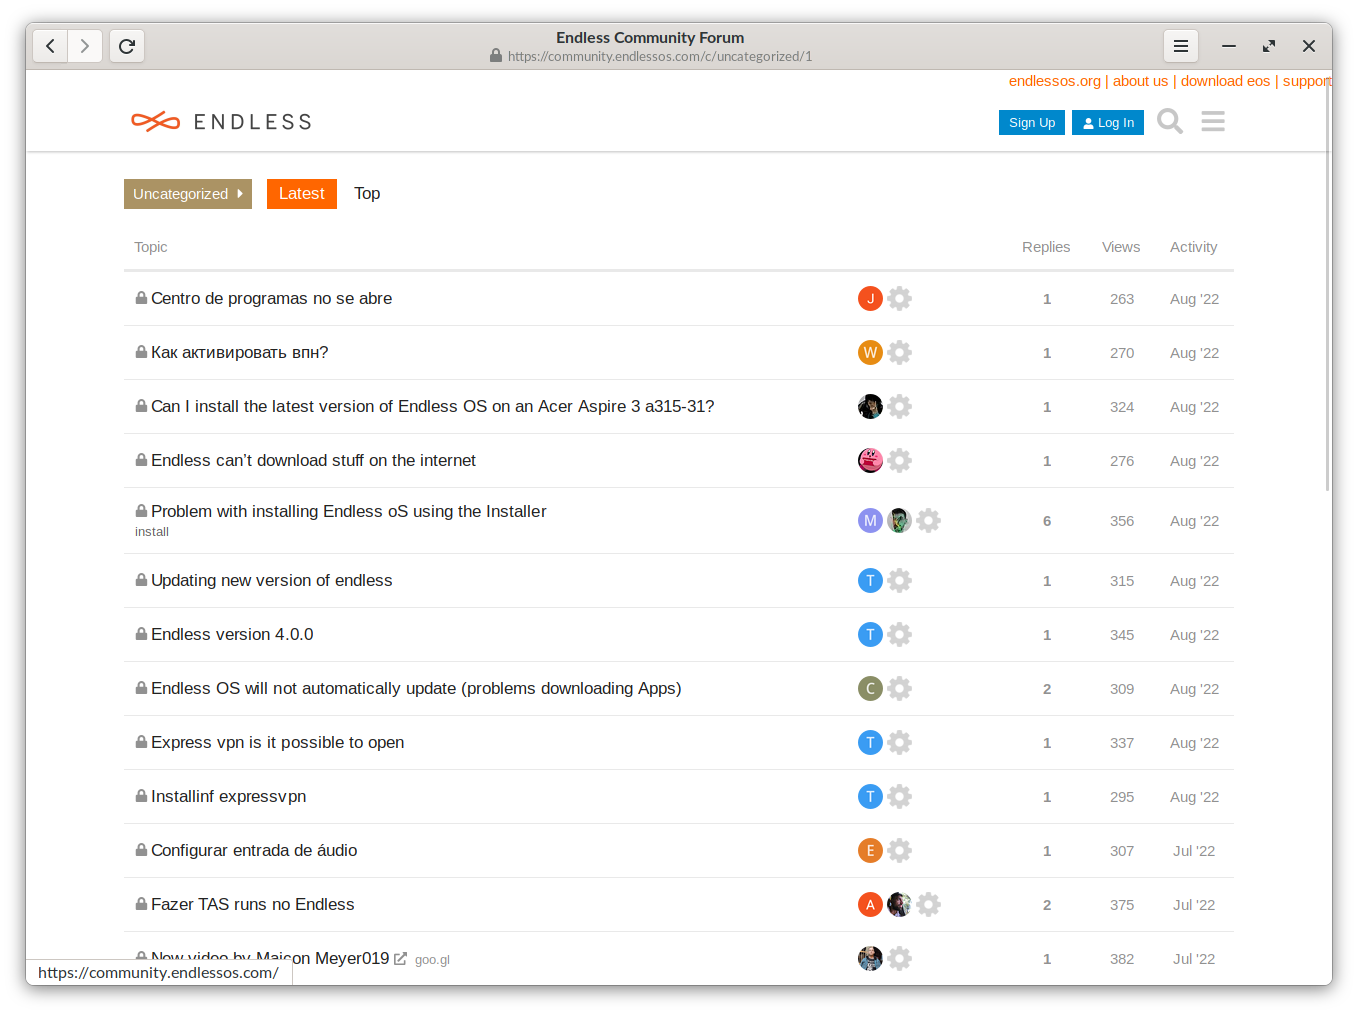 Endless Community Forum
https://community.endlessos.com/c/uncategorized/1
endlessos.org | about us | download eos | support
ENDLESS
Sign Up
Log In
Uncategorized
Latest
Top
Topic Replies Views Activity
Centro de programas no se abre J 1 263 Aug '22
Как активировать впн? W 1 270 Aug '22
Can I install the latest version of Endless OS on an Acer Aspire 3 a315-31? 1 324 Aug '22
Endless can’t download stuff on the internet 1 276 Aug '22
Problem with installing Endless oS using the Installer M 6 356 Aug '22
install
Updating new version of endless T 1 315 Aug '22
Endless version 4.0.0 T 1 345 Aug '22
Endless OS will not automatically update (problems downloading Apps) C 2 309 Aug '22
Express vpn is it possible to open T 1 337 Aug '22
Installinf expressvpn T 1 295 Aug '22
Configurar entrada de áudio E 1 307 Jul '22
Fazer TAS runs no Endless A 2 375 Jul '22
New video by Maicon Meyer019 goo.gl 1 382 Jul '22
https://community.endlessos.com/